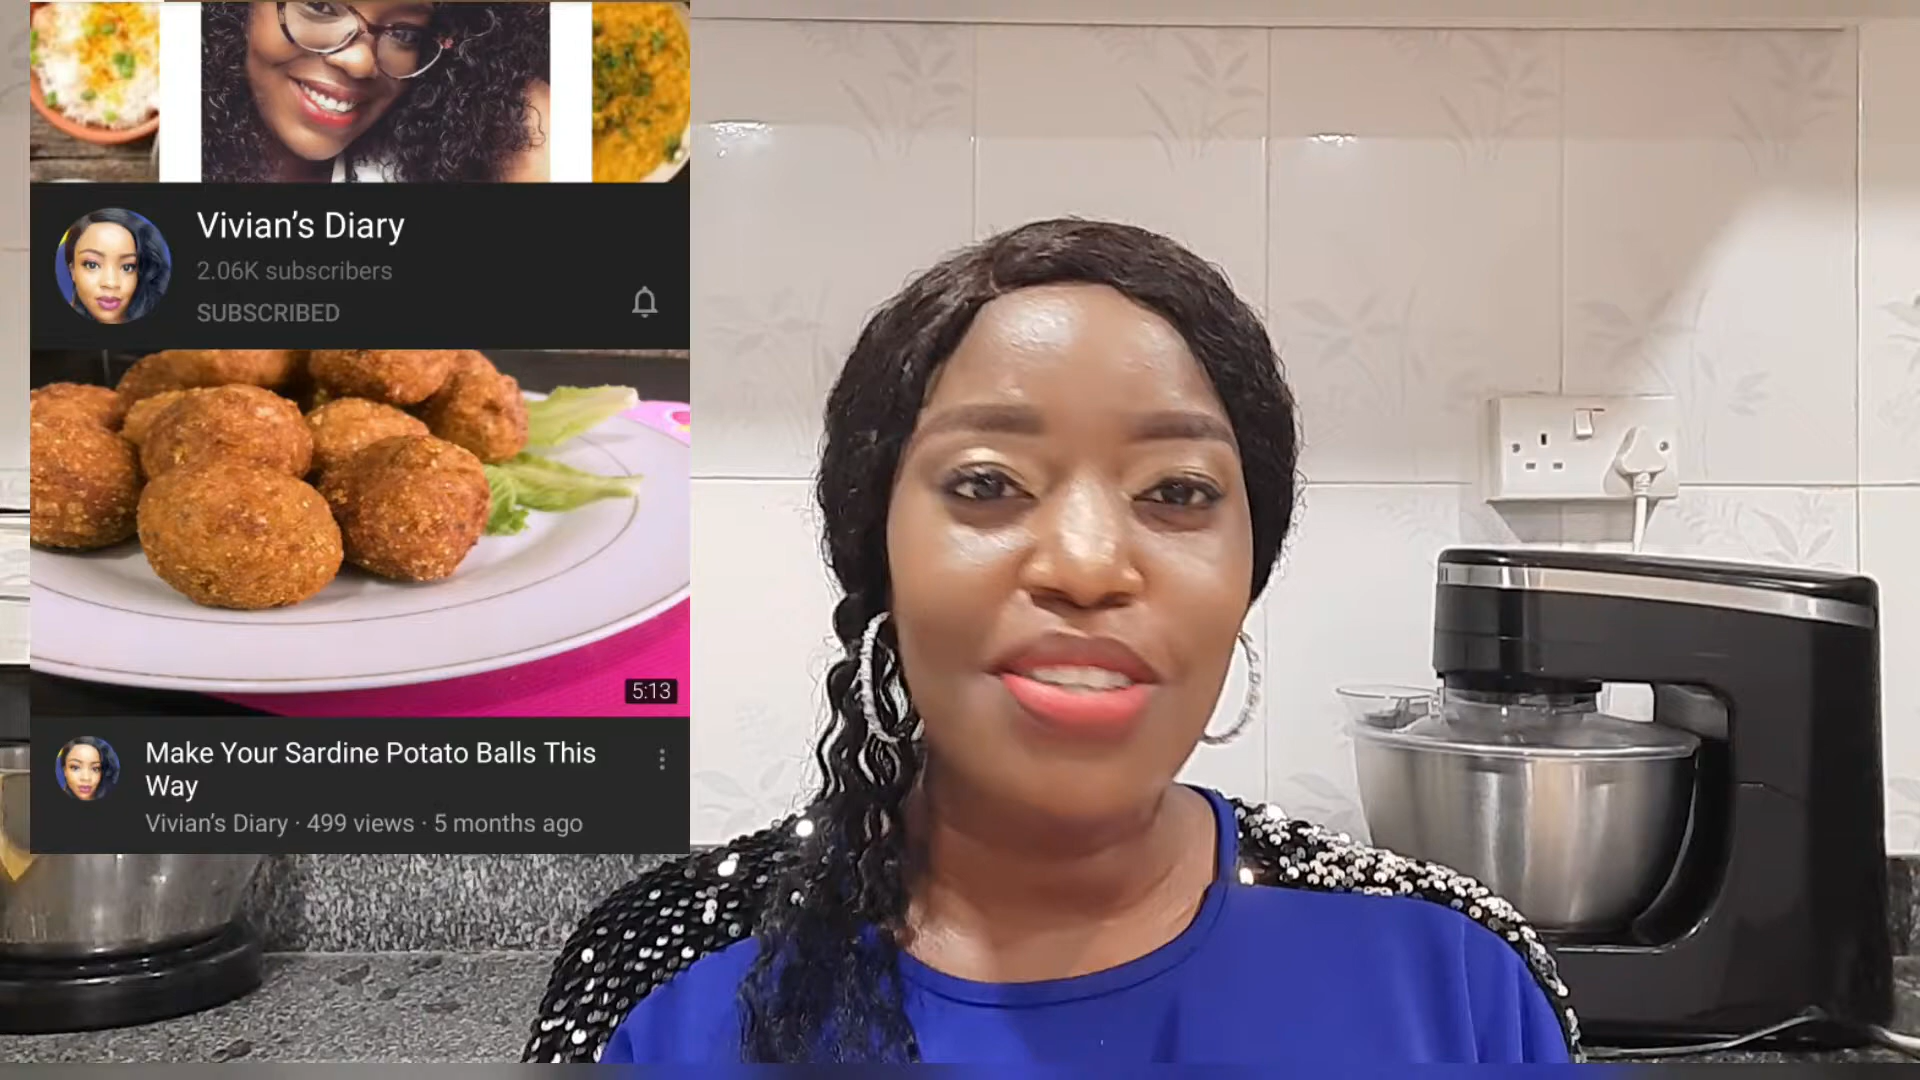 Vivian’s Diary
2.06K subscribers
SUBSCRIBED
5:13
Make Your Sardine Potato Balls This
Way
Vivian’s Diary · 499 views · 5 months ago